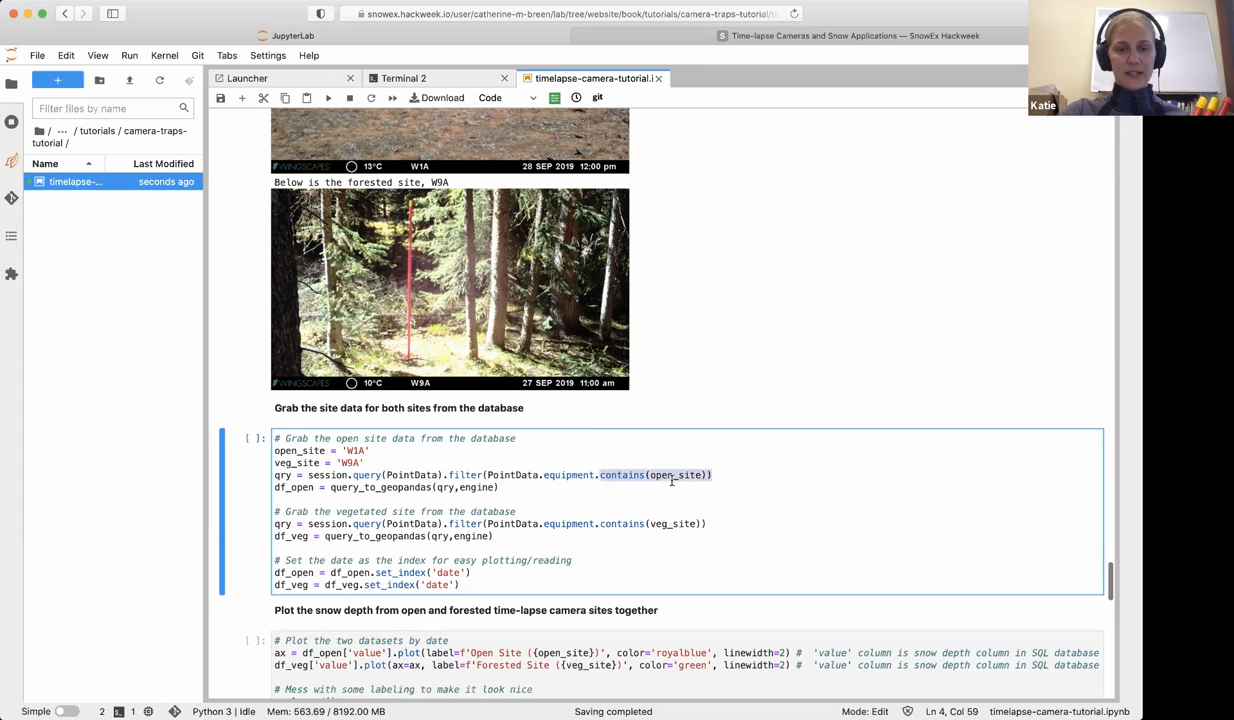 snowex.hackweek.io/user/catherine-m-breen/lab/tree/website/book/tutorials/camera-traps-tutorial/
JupyterLab
S Time-lapse Cameras and Snow Applications — SnowEx Hackweek
File Edit View Run Kernel Git Tabs Settings Help
Katie
Launcher
Terminal 2
timelapse-camera-tutorial.i
Download
Code
git
Filter files by name
/ ... / tutorials / camera-traps-
tutorial /
Name
Last Modified
timelapse-...
seconds ago
WINGSCAPES 13°C W1A 28 SEP 2019 12:00 pm
Below is the forested site, W9A
WINGSCAPES 10°C W9A 27 SEP 2019 11:00 am
Grab the site data for both sites from the database
[ ]:
# Grab the open site data from the database
open_site = 'W1A'
veg_site = 'W9A'
qry = session.query(PointData).filter(PointData.equipment.contains(open_site))
df_open = query_to_geopandas(qry,engine)
# Grab the vegetated site from the database
qry = session.query(PointData).filter(PointData.equipment.contains(veg_site))
df_veg = query_to_geopandas(qry,engine)
# Set the date as the index for easy plotting/reading
df_open = df_open.set_index('date')
df_veg = df_veg.set_index('date')
Plot the snow depth from open and forested time-lapse camera sites together
[ ]:
# Plot the two datasets by date
ax = df_open['value'].plot(label=f'Open Site ({open_site})', color='royalblue', linewidth=2) # 'value' column is snow depth column in SQL database
df_veg['value'].plot(ax=ax, label=f'Forested Site ({veg_site})', color='green', linewidth=2) # 'value' column is snow depth column in SQL database
# Mess with some labeling to make it look nice
Simple 2 1 Python 3 | Idle Mem: 563.69 / 8192.00 MB Saving completed Mode: Edit Ln 4, Col 59 timelapse-camera-tutorial.ipynb